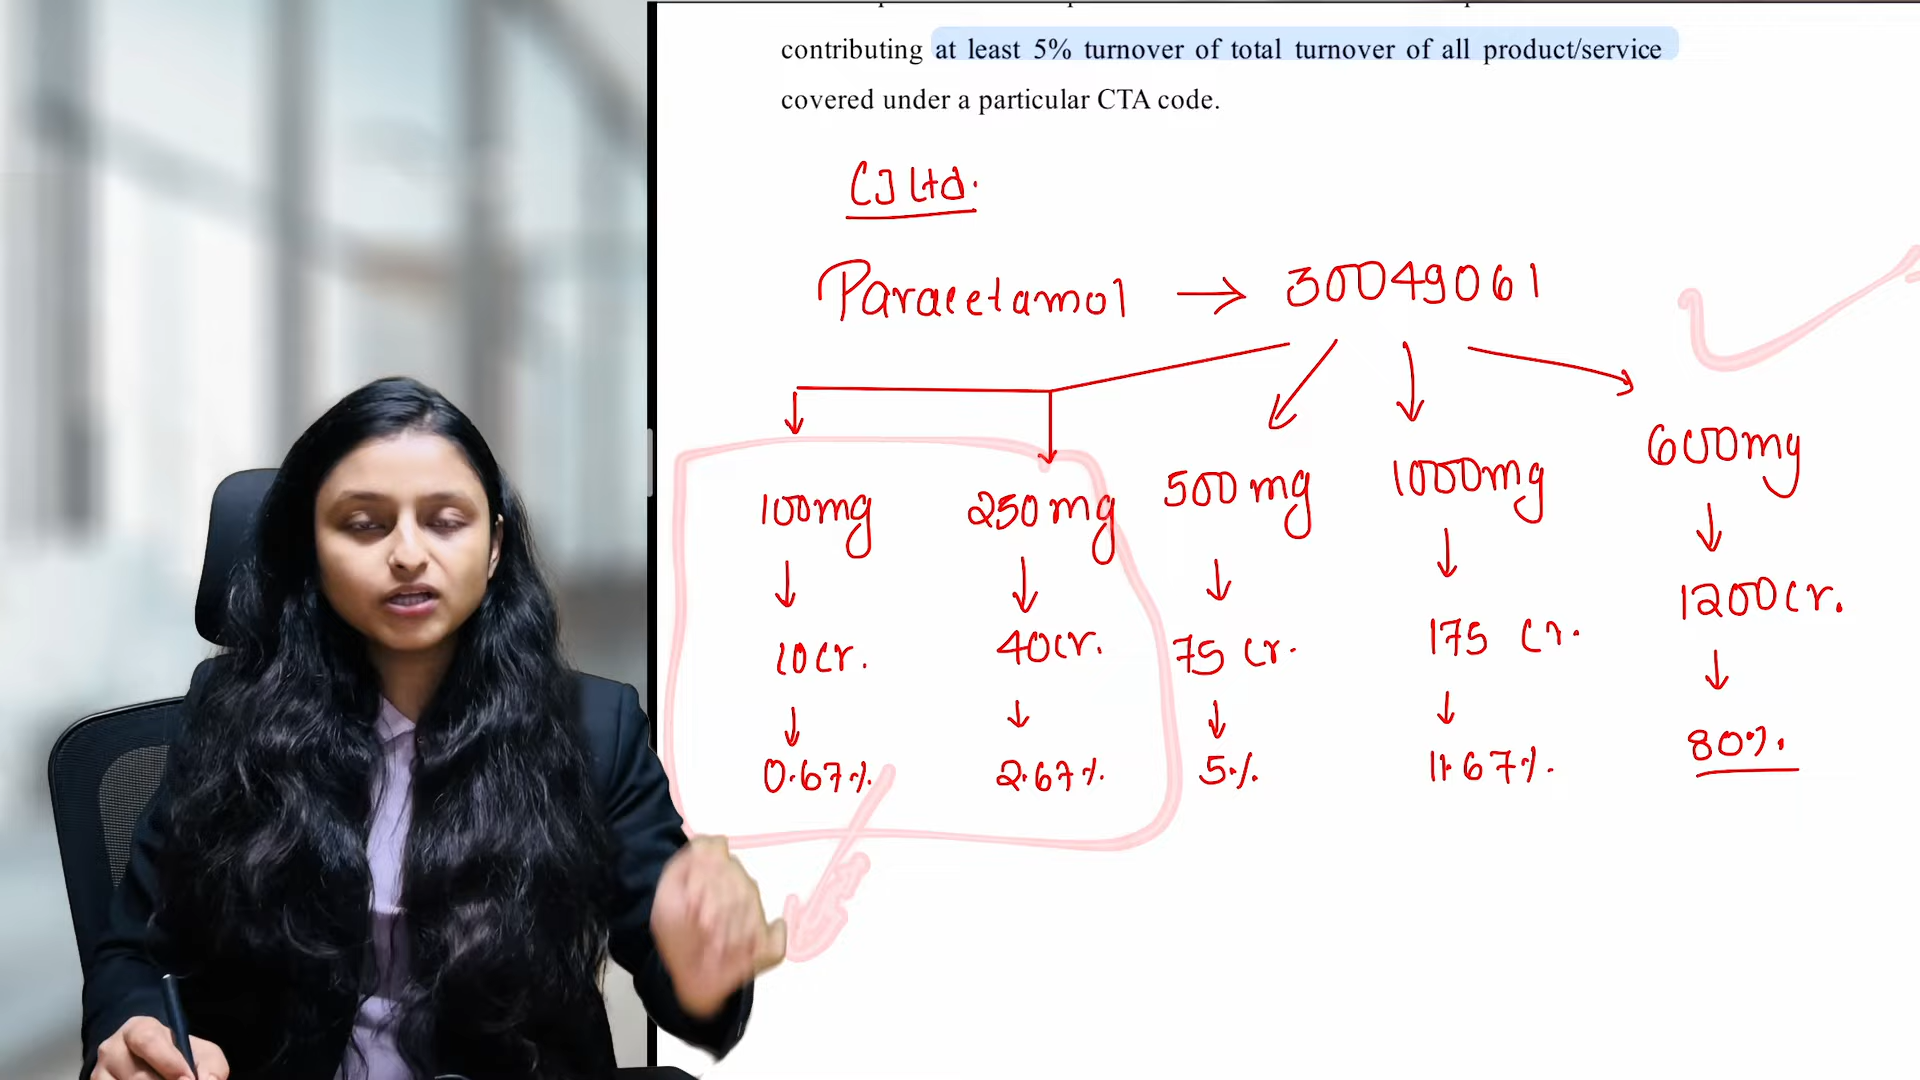 contributing at least 5% turnover of total turnover of all product/service
covered under a particular CTA code.
CJ Ltd.
Paracetamol → 30049061
100mg 250mg 500mg 1000mg 600mg
10cr. 40cr. 75 Cr. 175 Cr. 1200cr.
0.67% 2.67% 5% 11.67% 80%